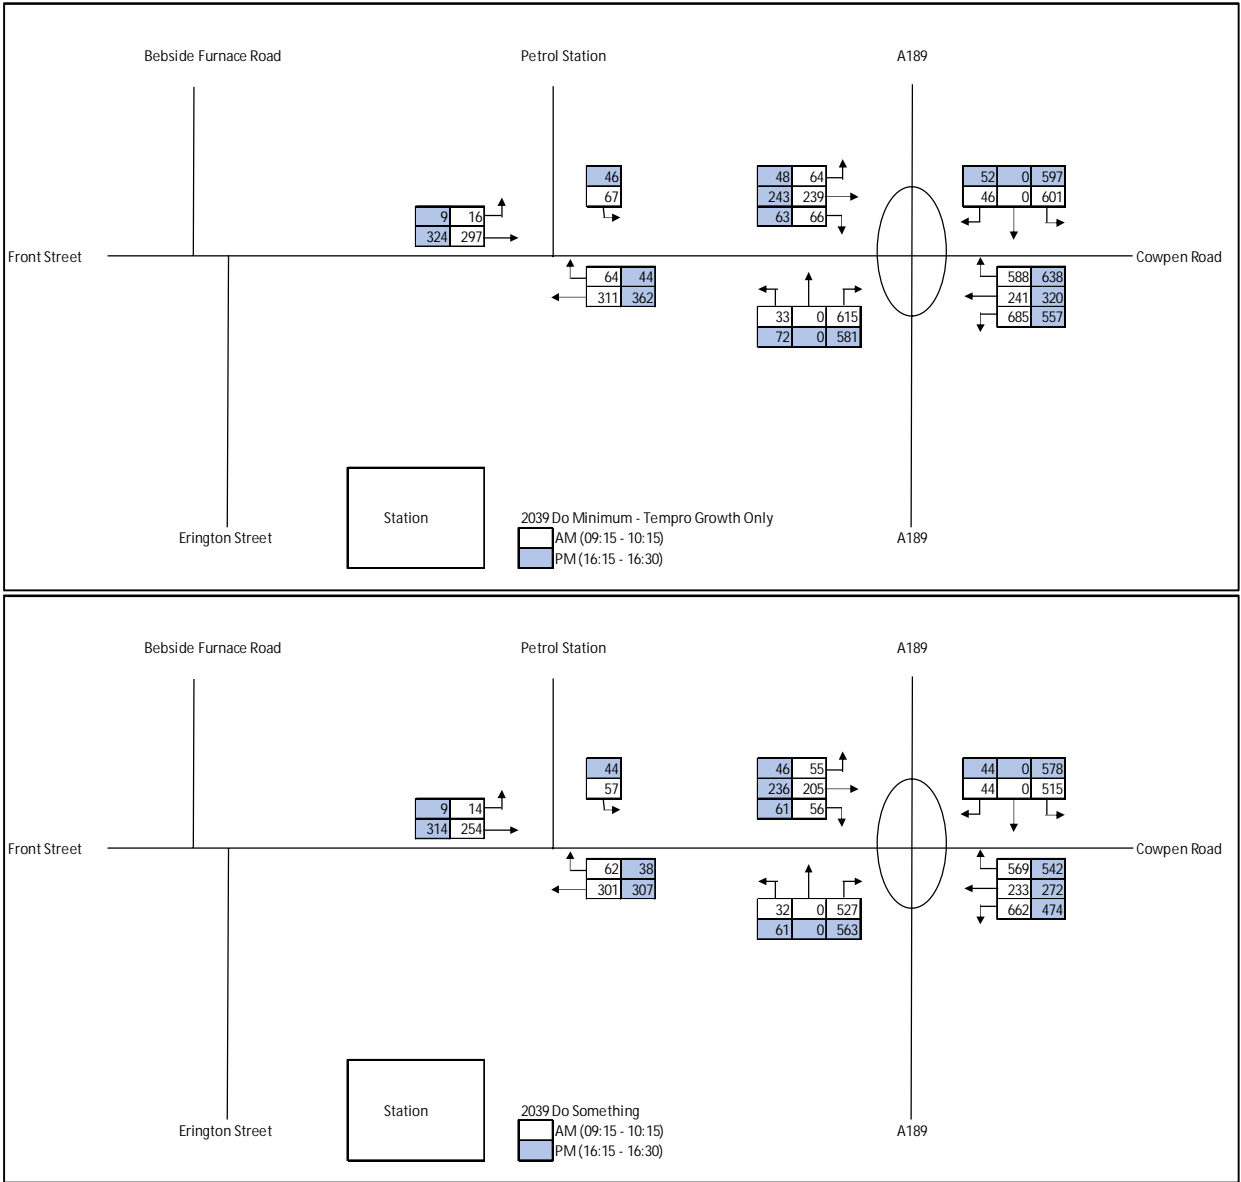 Bebside Furnace Road Petrol Station A189
46 48 64 52 0 597
67 243 239 46 0 601
9 16 63 66
324 297
Front Street Cowpen Road
64 44 588 638
311 362 241 320
33 0 615 685 557
72 0 581
Station 2039 Do Minimum - Tempro Growth Only
Erington Street AM (09:15 - 10:15) A189
PM (16:15 - 16:30)
Bebside Furnace Road Petrol Station A189
46 55 44 0 578
44 236 205 44 0 515
57 61 56
9 14
314 254
Front Street Cowpen Road
62 38 569 542
301 307 233 272
32 0 527 662 474
61 0 563
Station 2039 Do Something
Erington Street AM (09:15 - 10:15) A189
PM (16:15 - 16:30)